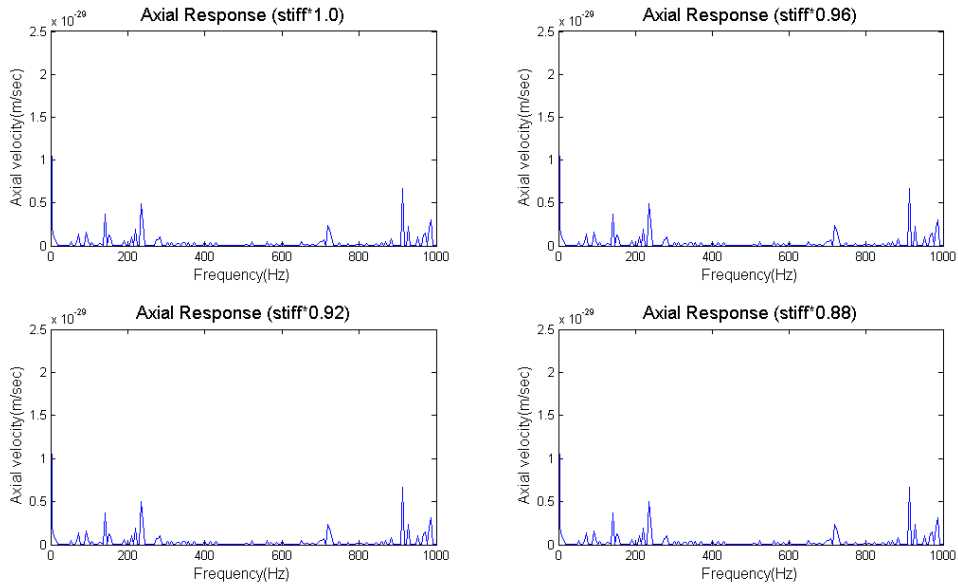 Axial Response (stiff*1.0)
x 10^-29
2.5
2
1.5
1
0.5
0
Axial velocity(m/sec)
0 200 400 600 800 1000
Frequency(Hz)
Axial Response (stiff*0.96)
x 10^-29
2.5
2
1.5
1
0.5
0
Axial velocity(m/sec)
0 200 400 600 800 1000
Frequency(Hz)
Axial Response (stiff*0.92)
x 10^-29
2.5
2
1.5
1
0.5
0
Axial velocity(m/sec)
0 200 400 600 800 1000
Frequency(Hz)
Axial Response (stiff*0.88)
x 10^-29
2.5
2
1.5
1
0.5
0
Axial velocity(m/sec)
0 200 400 600 800 1000
Frequency(Hz)